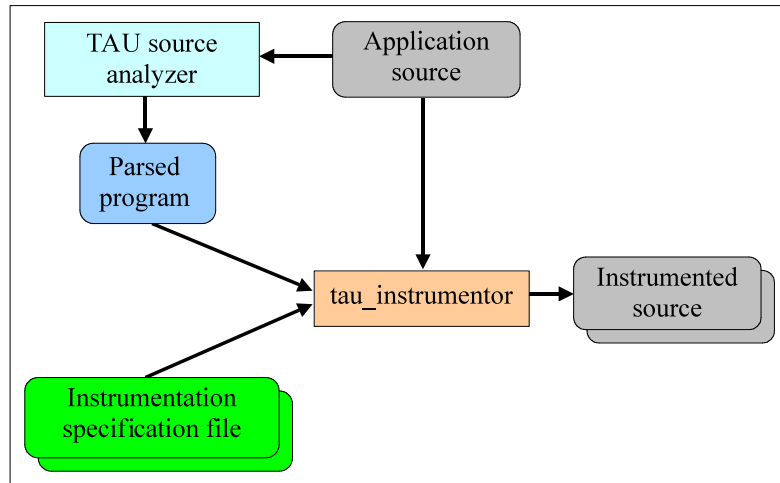 TAU source
analyzer
Application
source
Parsed
program
tau_instrumentor
Instrumented
source
Instrumentation
specification file